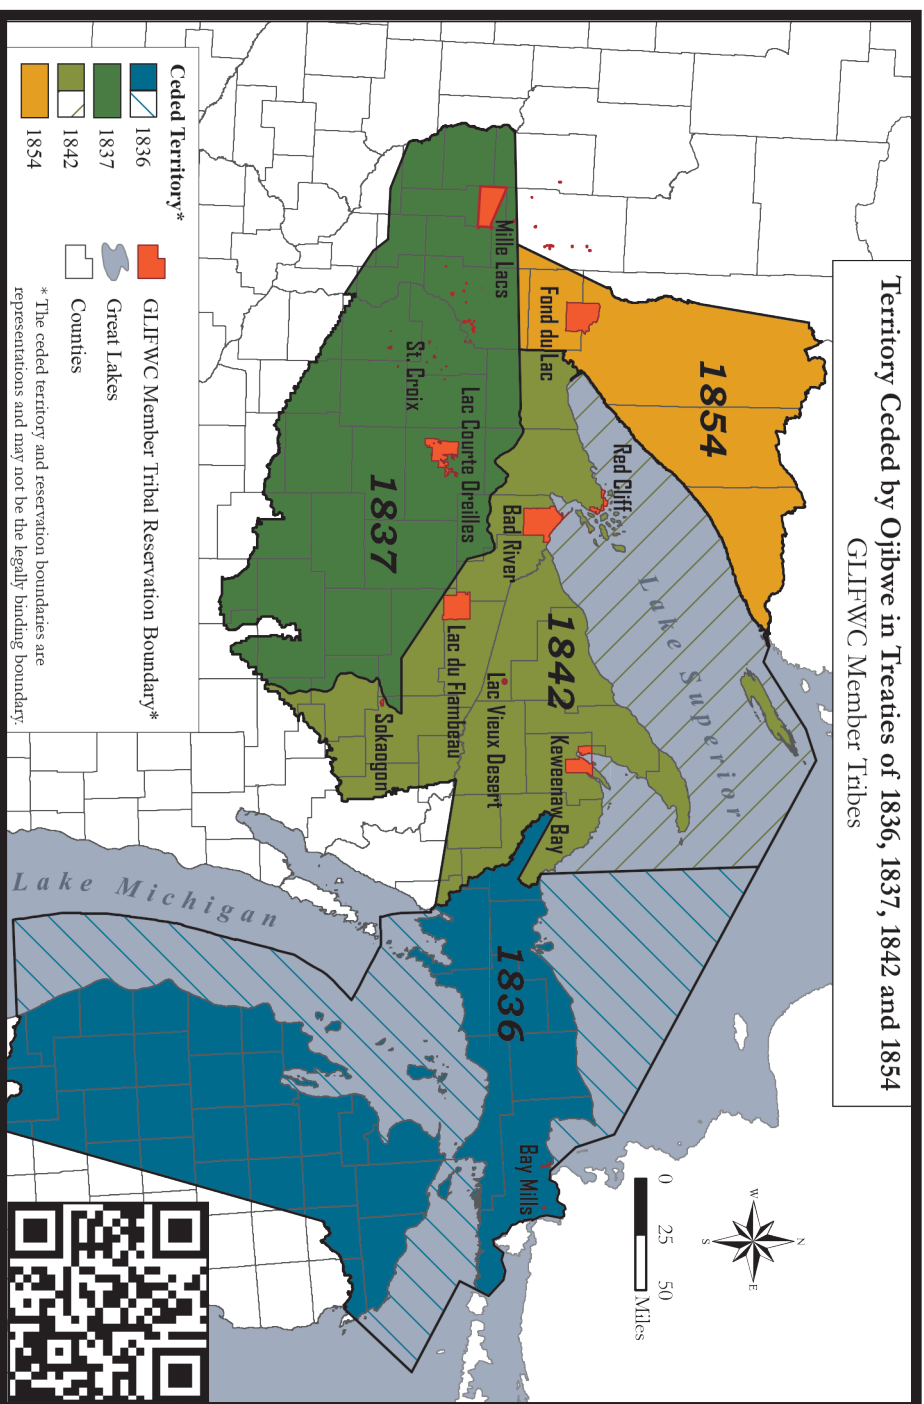 Territory Ceded by Ojibwe in Treaties of 1836, 1837, 1842 and 1854
GLIFWC Member Tribes
W
N
S
E
0
25
50
Miles
1854
Mille Lacs
Fond du Lac
Red Cliff
Lake Superior
St. Croix
Lac Courte Oreilles
Bad River
1837
1842
Lac du Flambeau
Lac Vieux Desert
Keweenaw Bay
Sokaogon
1836
Bay Mills
Lake Michigan
Ceded Territory*
1836
1837
1842
1854
GLIFWC Member Tribal Reservation Boundary*
Great Lakes
Counties
* The ceded territory and reservation boundaries are
representations and may not be the legally binding boundary.